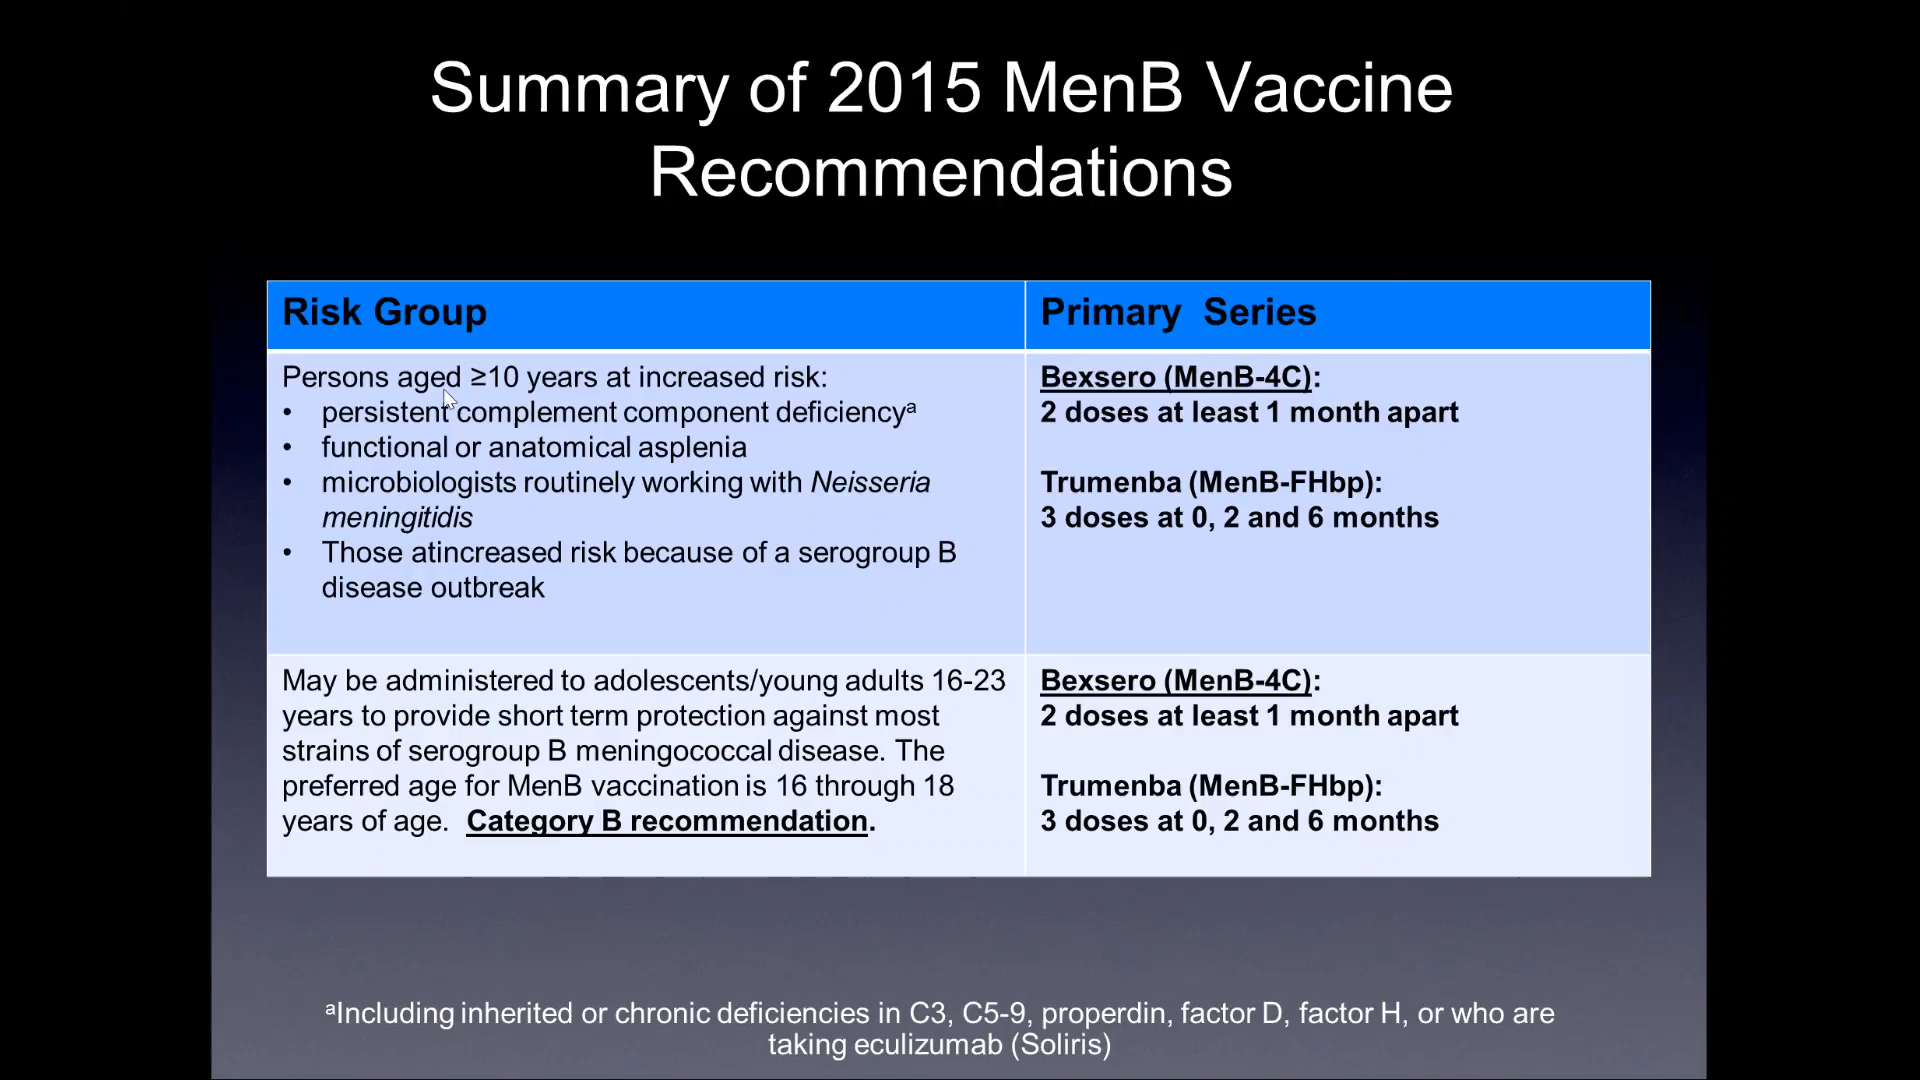 Summary of 2015 MenB Vaccine
Recommendations
Risk Group
Primary Series
Persons aged ≥10 years at increased risk:
• persistent complement component deficiencyᵃ
• functional or anatomical asplenia
• microbiologists routinely working with Neisseria
meningitidis
• Those atincreased risk because of a serogroup B
disease outbreak
Bexsero (MenB-4C):
2 doses at least 1 month apart
Trumenba (MenB-FHbp):
3 doses at 0, 2 and 6 months
May be administered to adolescents/young adults 16-23
years to provide short term protection against most
strains of serogroup B meningococcal disease. The
preferred age for MenB vaccination is 16 through 18
years of age. Category B recommendation.
Bexsero (MenB-4C):
2 doses at least 1 month apart
Trumenba (MenB-FHbp):
3 doses at 0, 2 and 6 months
ᵃIncluding inherited or chronic deficiencies in C3, C5-9, properdin, factor D, factor H, or who are
taking eculizumab (Soliris)